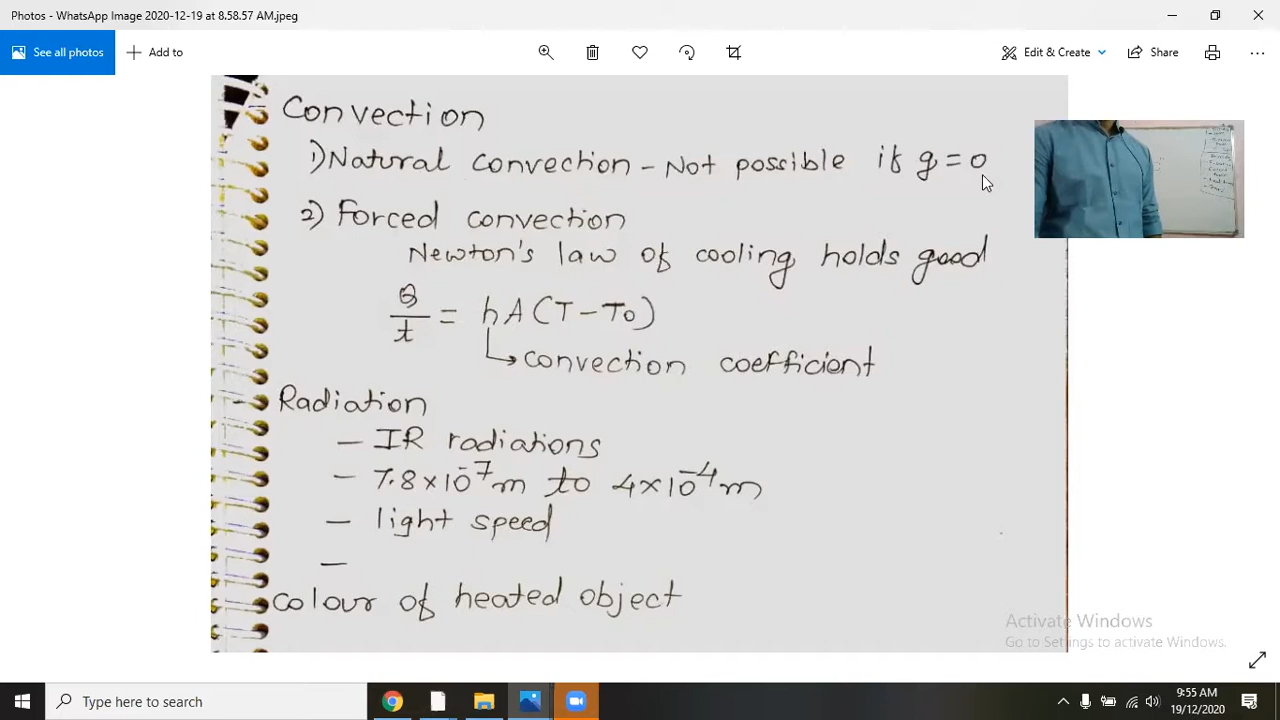 Photos - WhatsApp Image 2020-12-19 at 8.58.57 AM.jpeg
See all photos
Add to
Edit & Create
Share
Convection
1) Natural convection - Not possible if g = 0
2) Forced convection
Newton's law of cooling holds good
Q/t = hA(T - To)
convection coefficient
- Radiation
- IR radiations
- 7.8×10⁻⁷m to 4×10⁻⁴m
- light speed
-
colour of heated object
Activate Windows
Go to Settings to activate Windows.
Type here to search
9:55 AM
19/12/2020